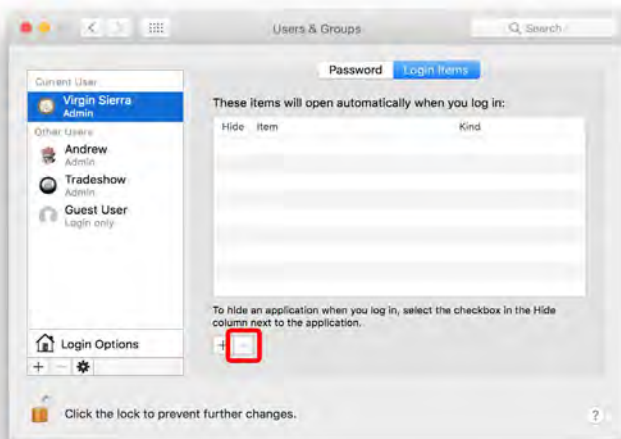 Users & Groups
Search
Password
Login Items
Current User
Virgin Sierra
Admin
Other Users
Andrew
Admin
Tradeshow
Admin
Guest User
Login only
Login Options
+ −
These items will open automatically when you log in:
Hide Item Kind
To hide an application when you log in, select the checkbox in the Hide
column next to the application.
+ −
Click the lock to prevent further changes.
?